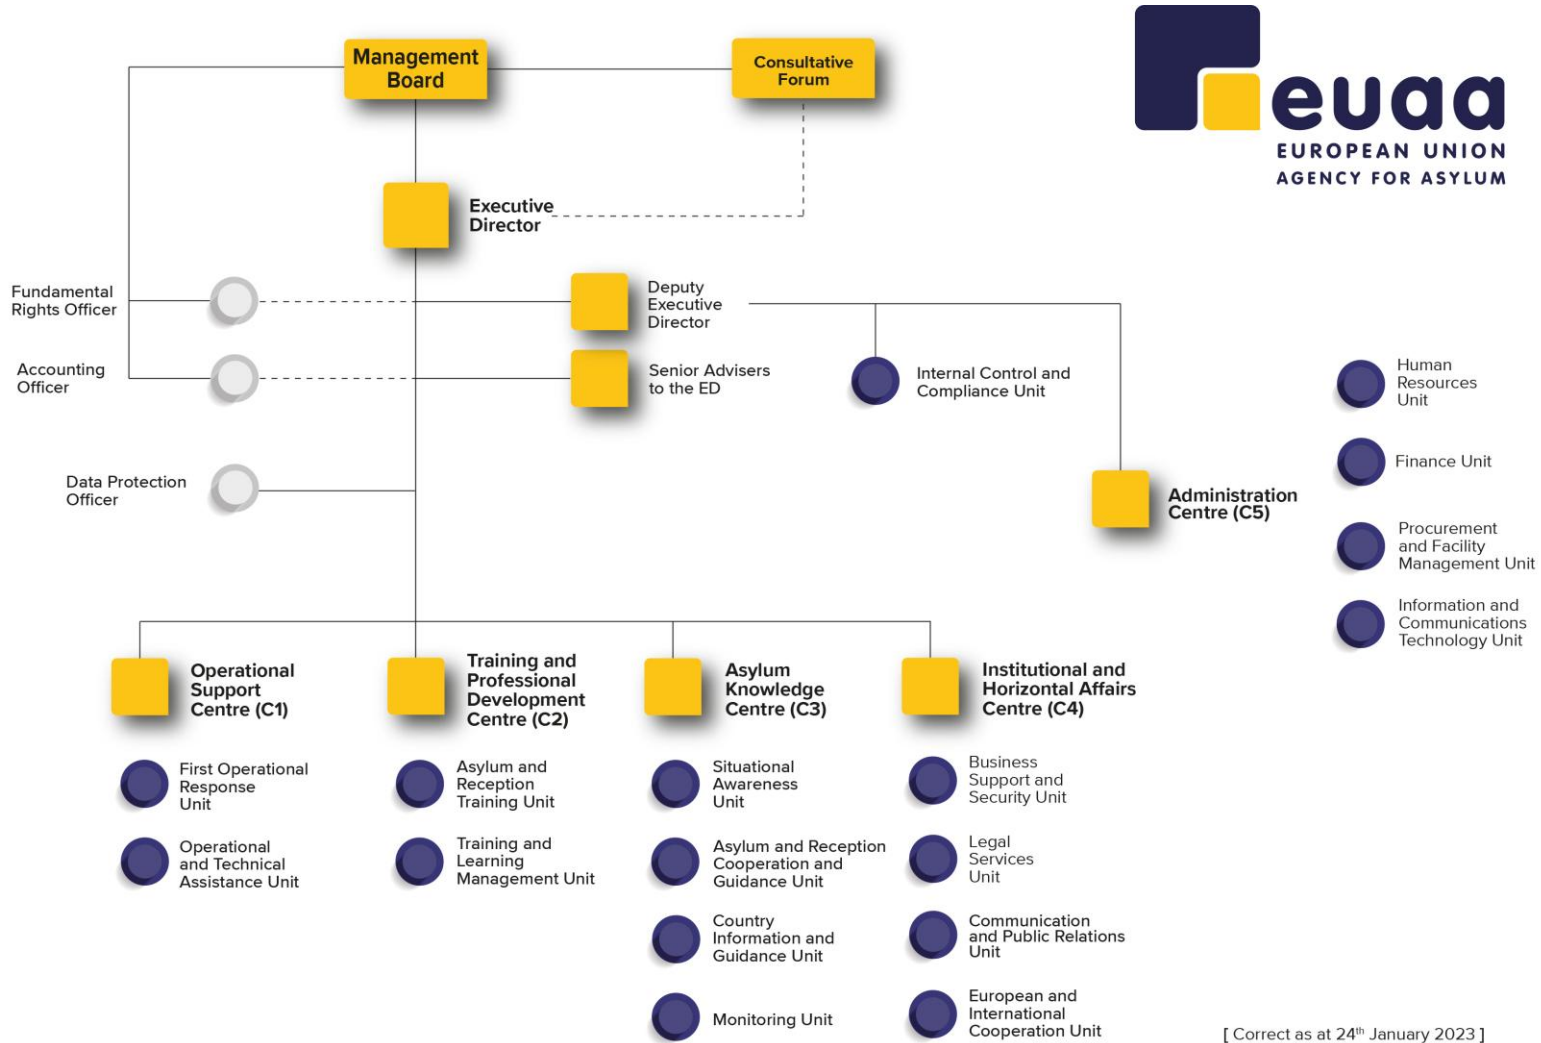 Management
Board
Consultative
Forum
euaa
EUROPEAN UNION
AGENCY FOR ASYLUM
Executive
Director
Fundamental
Rights Officer
Deputy
Executive
Director
Accounting
Officer
Senior Advisers
to the ED
Internal Control and
Compliance Unit
Human
Resources
Unit
Finance Unit
Data Protection
Officer
Administration
Centre (C5)
Procurement
and Facility
Management Unit
Information and
Communications
Technology Unit
Operational
Support
Centre (C1)
Training and
Professional
Development
Centre (C2)
Asylum
Knowledge
Centre (C3)
Institutional and
Horizontal Affairs
Centre (C4)
First Operational
Response
Unit
Asylum and
Reception
Training Unit
Situational
Awareness
Unit
Business
Support and
Security Unit
Operational
and Technical
Assistance Unit
Training and
Learning
Management Unit
Asylum and Reception
Cooperation and
Guidance Unit
Legal
Services
Unit
Country
Information and
Guidance Unit
Communication
and Public Relations
Unit
Monitoring Unit
European and
International
Cooperation Unit
[ Correct as at 24th January 2023 ]